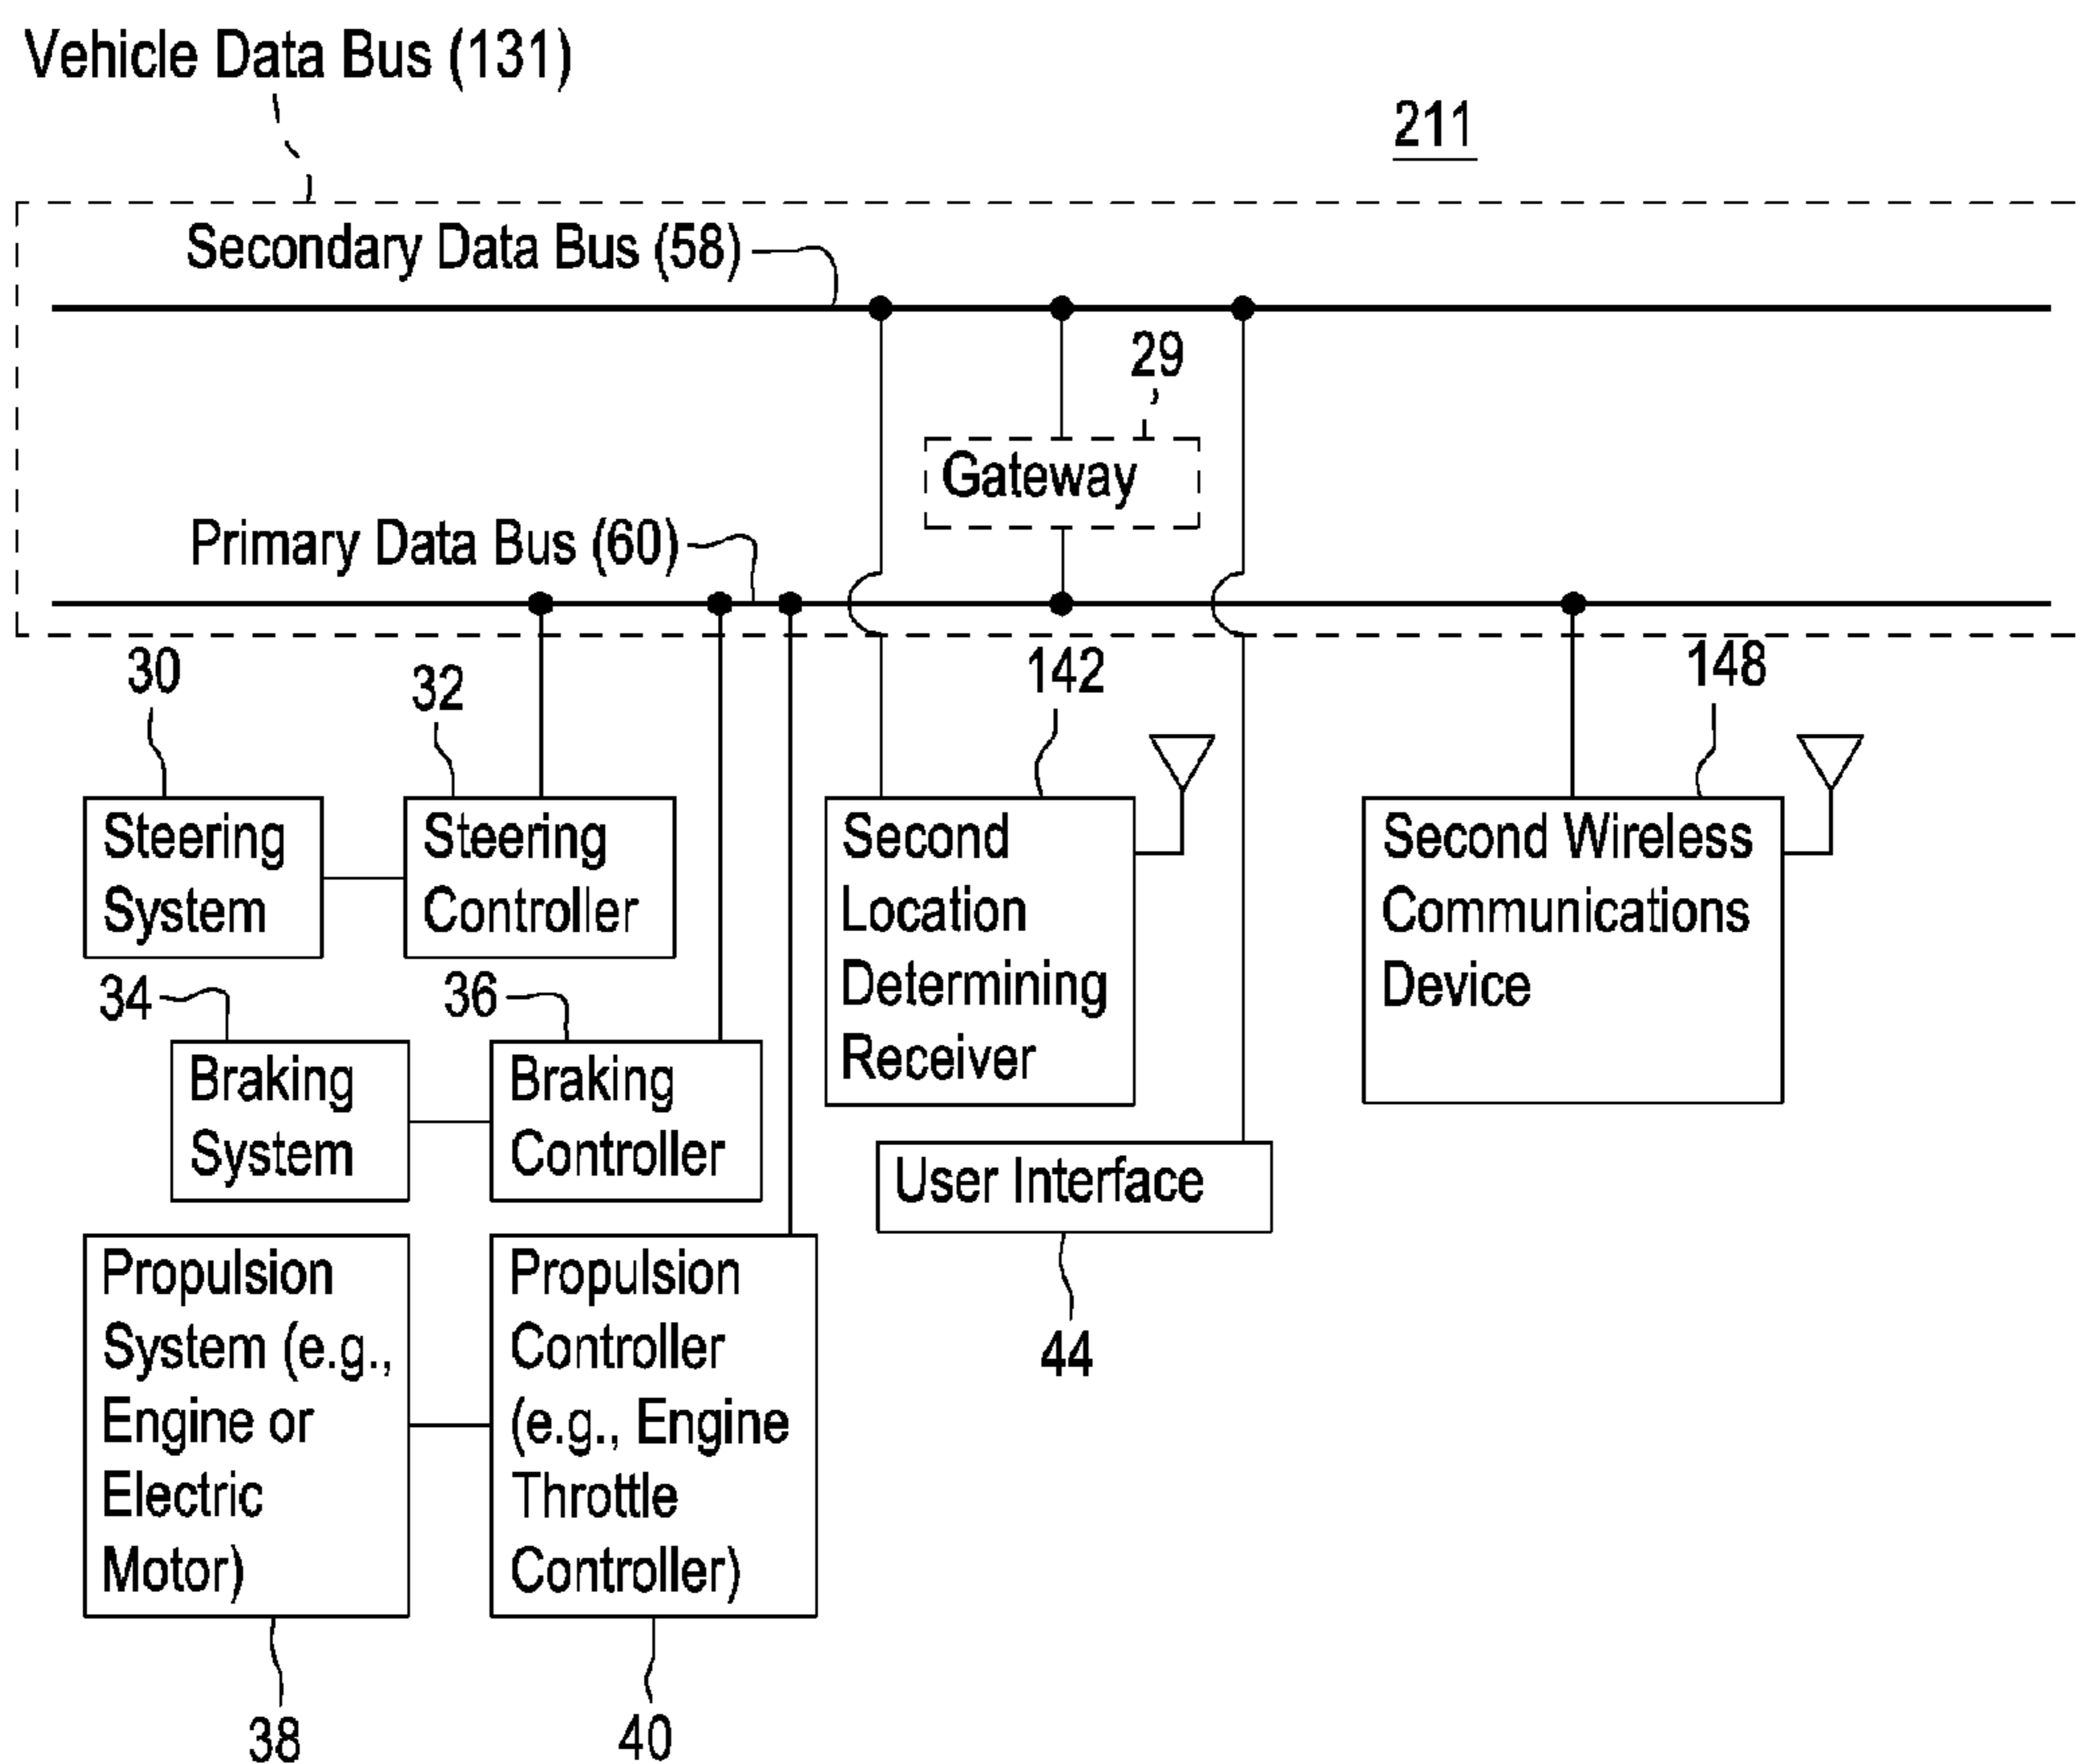 Vehicle Data Bus (131)
211
Secondary Data Bus (58)
29
Gateway
Primary Data Bus (60)
30
32
142
148
Steering
System
Steering
Controller
Second
Location
Determining
Receiver
Second Wireless
Communications
Device
34
36
Braking
System
Braking
Controller
User Interface
44
Propulsion
System (e.g.,
Engine or
Electric
Motor)
Propulsion
Controller
(e.g., Engine
Throttle
Controller)
38
40